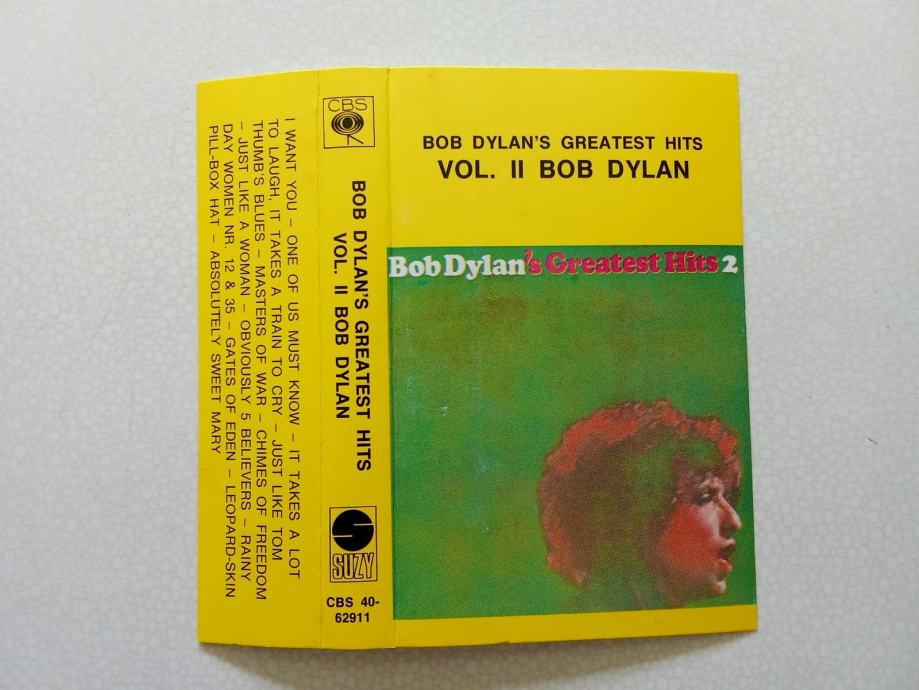 BOB DYLAN'S GREATEST HITS
VOL. II BOB DYLAN
Bob Dylan's Greatest Hits 2
CBS
BOB DYLAN'S GREATEST HITS
VOL. II BOB DYLAN
SUZY
CBS 40-
62911
I WANT YOU – ONE OF US MUST KNOW – IT TAKES A LOT
TO LAUGH, IT TAKES A TRAIN TO CRY – JUST LIKE TOM
THUMB'S BLUES – MASTERS OF WAR – CHIMES OF FREEDOM
– JUST LIKE A WOMAN – OBVIOUSLY 5 BELIEVERS – RAINY
DAY WOMEN NR. 12 & 35 – GATES OF EDEN – LEOPARD-SKIN
PILL-BOX HAT – ABSOLUTELY SWEET MARY